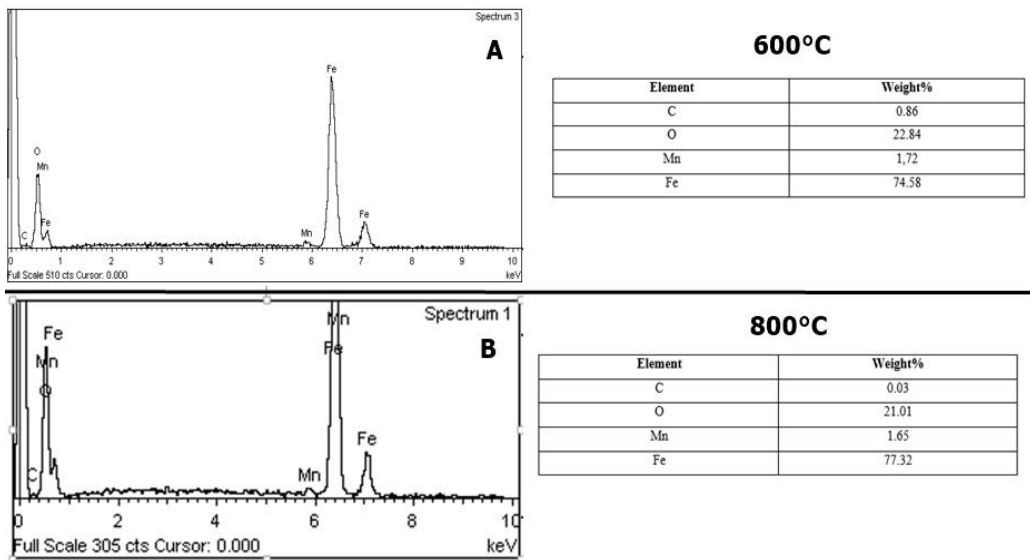 Spectrum 3
A
Fe
O
Mn
Fe
C
Mn
Fe
0 1 2 3 4 5 6 7 8 9 10
Full Scale 510 cts Cursor: 0.000 keV
600°C
Element Weight%
C 0.86
O 22.84
Mn 1,72
Fe 74.58
Spectrum 1
B
Fe
Mn
O
C
Mn
Fe
Fe
Mn
0 2 4 6 8 10
Full Scale 305 cts Cursor: 0.000 keV
800°C
Element Weight%
C 0.03
O 21.01
Mn 1.65
Fe 77.32